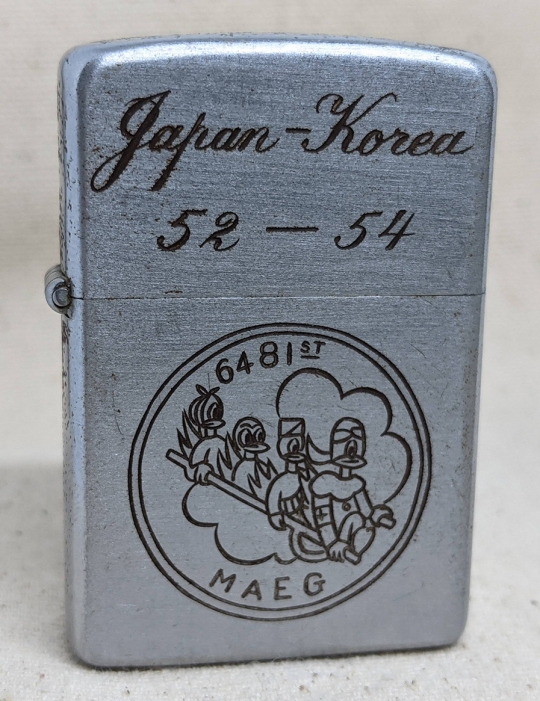 Japan-Korea
52 — 54
6481ST
MAEG